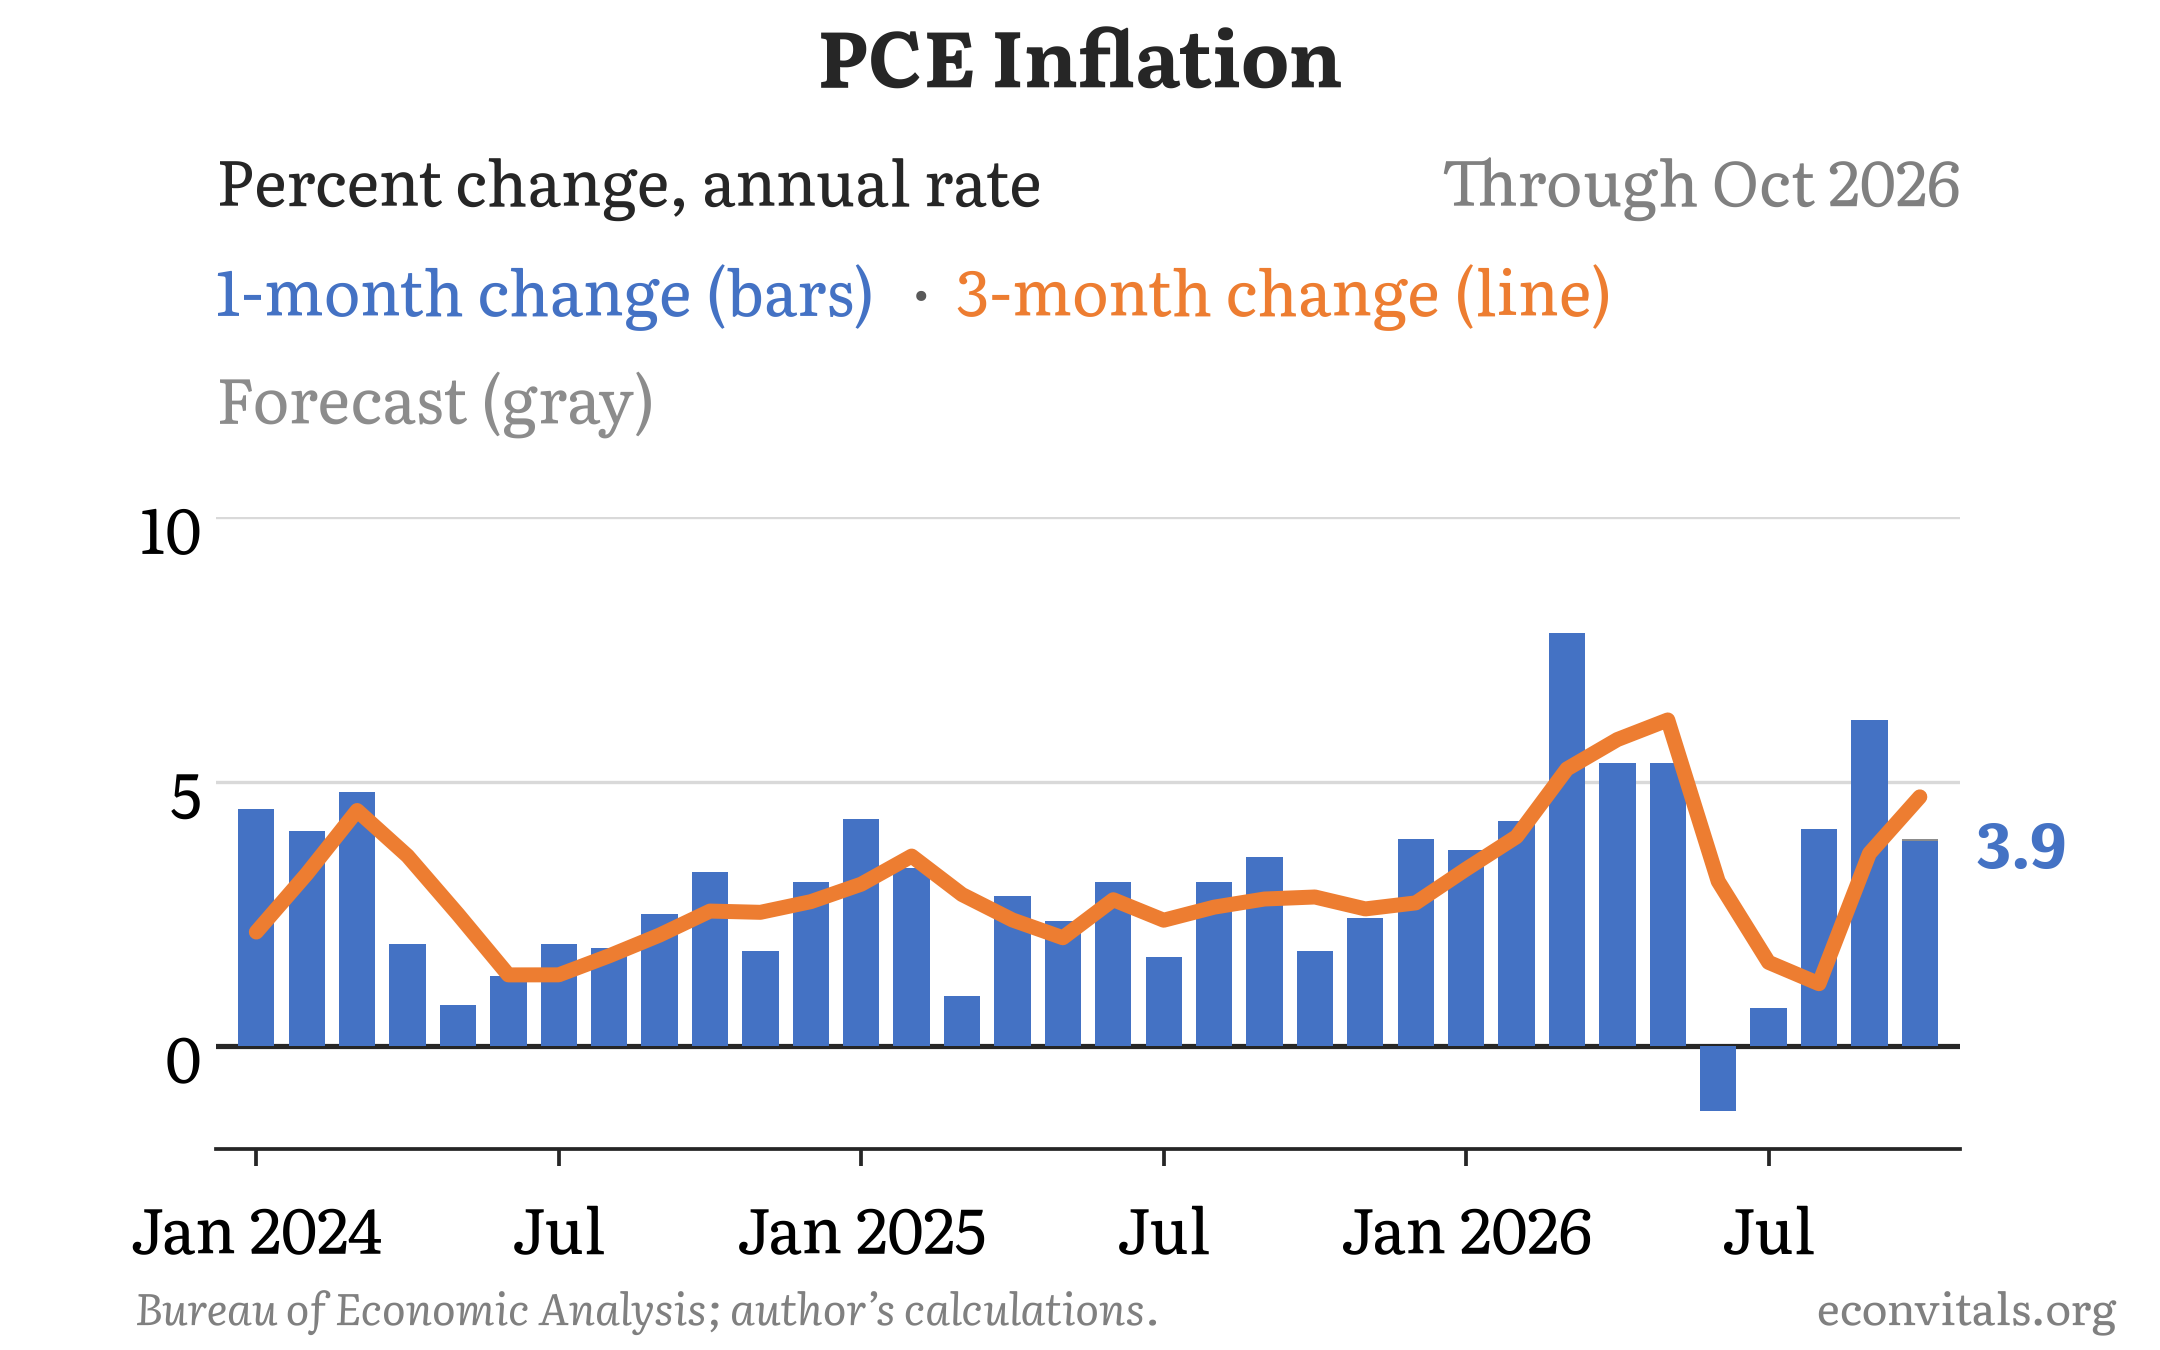 PCE Inflation
Percent change, annual rate
Through Oct 2026
1-month change (bars) • 3-month change (line)
Forecast (gray)
10
5
0
3.9
Jan 2024 Jul Jan 2025 Jul Jan 2026 Jul
Bureau of Economic Analysis; author’s calculations.
econvitals.org